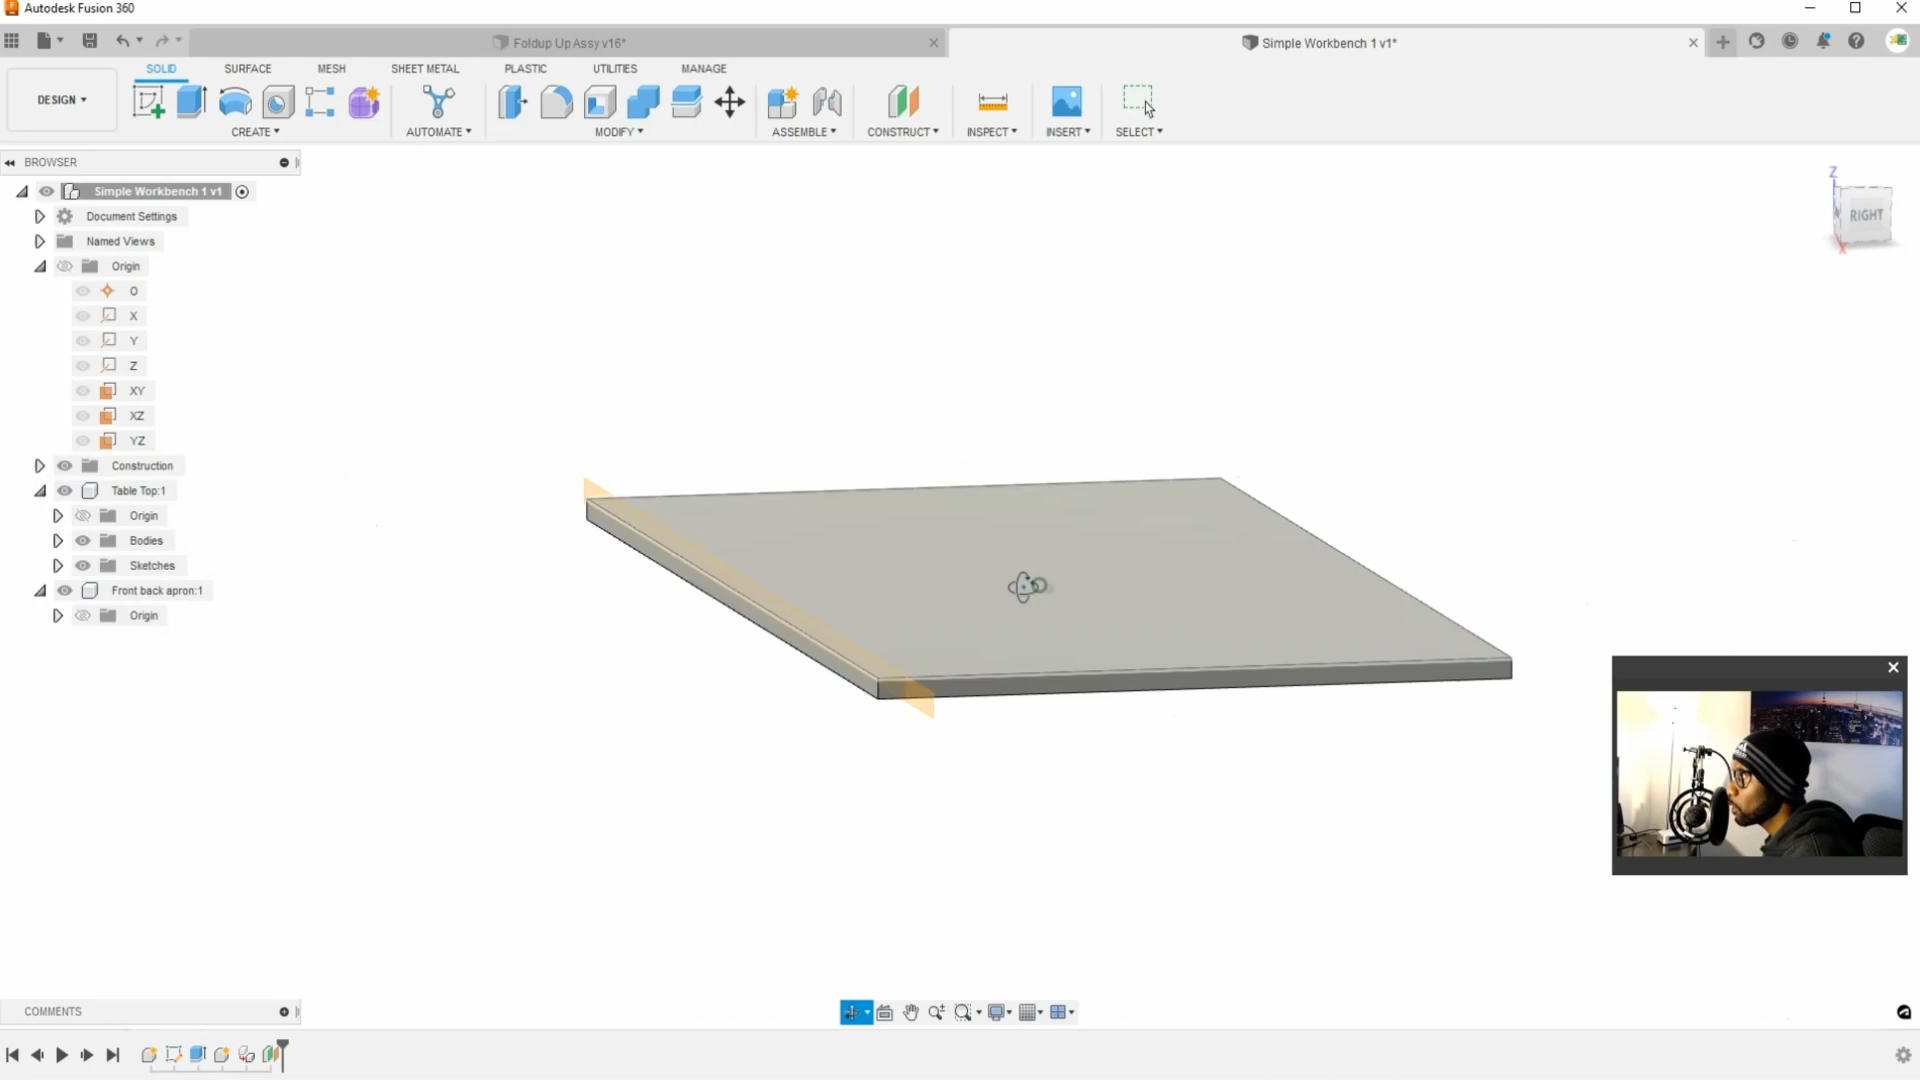 Autodesk Fusion 360
Foldup Up Assy v16*
Simple Workbench 1 v1*
DESIGN
SOLID
SURFACE
MESH
SHEET METAL
PLASTIC
UTILITIES
MANAGE
CREATE
AUTOMATE
MODIFY
ASSEMBLE
CONSTRUCT
INSPECT
INSERT
SELECT
BROWSER
Simple Workbench 1 v1
Document Settings
Named Views
Origin
O
X
Y
Z
XY
XZ
YZ
Construction
Table Top:1
Origin
Bodies
Sketches
Front back apron:1
Origin
Z
RIGHT
X
COMMENTS